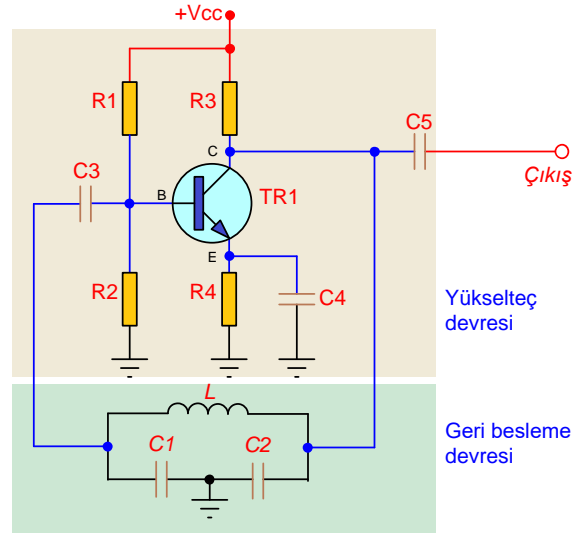 +Vcc
R1
R3
C5
C
C3
B
TR1
Çıkış
E
R2
R4
C4
Yükselteç
devresi
L
C1
C2
Geri besleme
devresi